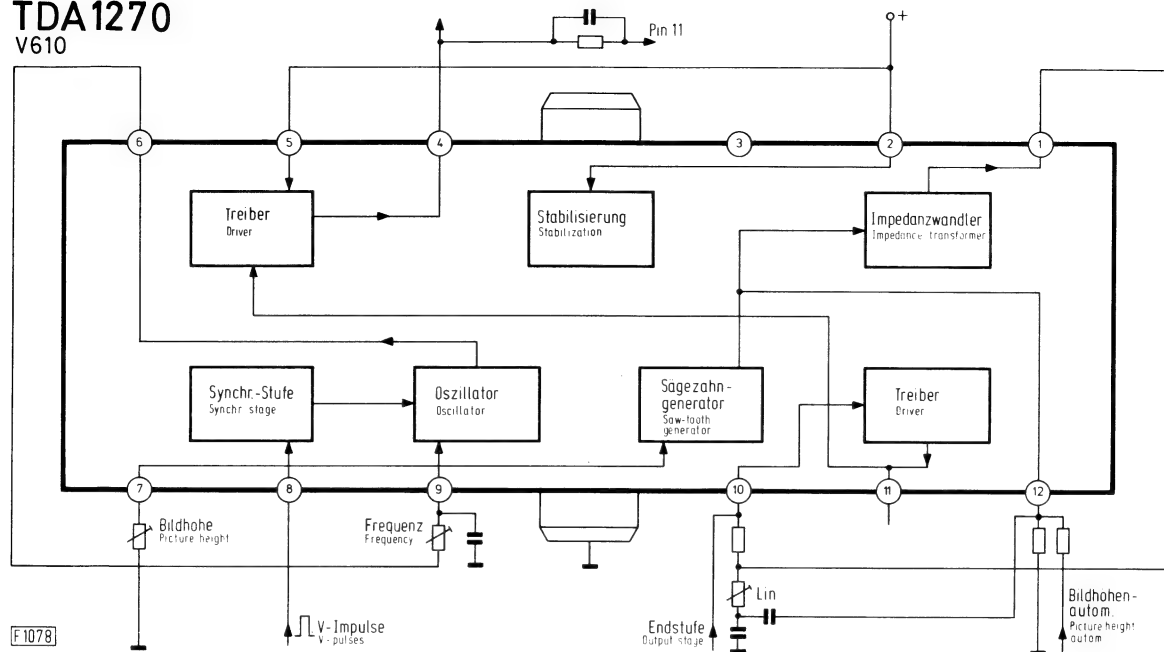 TDA1270
V610
Pin 11
+
6
5
4
3
2
1
Treiber
Driver
Stabilisierung
Stabilization
Impedanzwandler
Impedance transformer
Synchr.-Stufe
Synchr stage
Oszillator
Oscillator
Sägezahn-
generator
Saw-tooth
generator
Treiber
Driver
7
8
9
10
11
12
Bildhohe
Picture height
Frequenz
Frequency
Lin
V-Impulse
V-pulses
Endstufe
Output stage
Bildhohen-
autom.
Picture height
autom
F1078